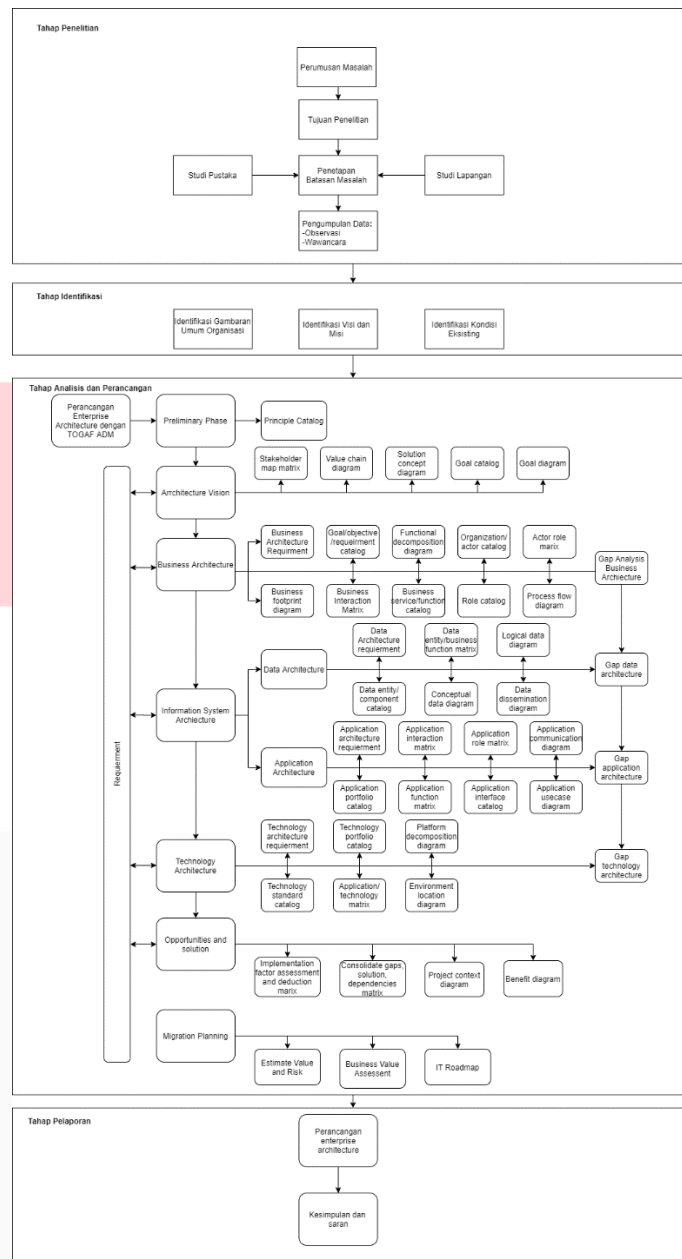 Tahap Penelitian
Perumusan Masalah
Tujuan Penelitian
Studi Pustaka
Penetapan
Batasan Masalah
Studi Lapangan
Pengumpulan Data:
-Observasi
-Wawancara
Tahap Identifikasi
Identifikasi Gambaran
Umum Organisasi
Identifikasi Visi dan
Misi
Identifikasi Kondisi
Eksisting
Tahap Analisis dan Perancangan
Perancangan
Enterprise
Architecture dengan
TOGAF ADM
Preliminary Phase
Principle Catalog
Requierment
Stakeholder
map matrix
Value chain
diagram
Solution
concept
diagram
Goal catalog
Goal diagram
Arrchitecture Vision
Business
Architecture
Requirment
Goal/objective
/requeirment
catalog
Functional
decomposition
diagram
Organization/
actor catalog
Actor role
marix
Business Architecture
Gap Analysis
Business
Archiecture
Business
footprint
diagram
Business
Interaction
Matrix
Business
service/function
catalog
Role catalog
Process flow
diagram
Data
Architecture
requierment
Data
entity/business
function matrix
Logical data
diagram
Data Architecture
Gap data
architecture
Data entity/
component
catalog
Conceptual
data diagram
Data
dissemination
diagram
Information System
Archiecture
Application
architecture
requierment
Application
interaction
matrix
Application
role matrix
Application
communication
diagram
Application
Architecture
Gap
application
architecture
Application
portfolio
catalog
Application
function
matrix
Application
interface
catalog
Application
usecase
diagram
Technology
architecture
requierment
Technology
portfolio
catalog
Platform
decomposition
diagram
Technology
Architecture
Gap
technology
architecture
Technology
standard
catalog
Application/
technology
matrix
Environment
location
diagram
Opportunities and
solution
Implementation
factor assessment
and deduction
marix
Consolidate gaps,
solution,
dependencies
matrix
Project context
diagram
Benefit diagram
Migration Planning
Estimate Value
and Risk
Business Value
Assessent
IT Roadmap
Tahap Pelaporan
Perancangan
enterprise
architecture
Kesimpulan dan
saran